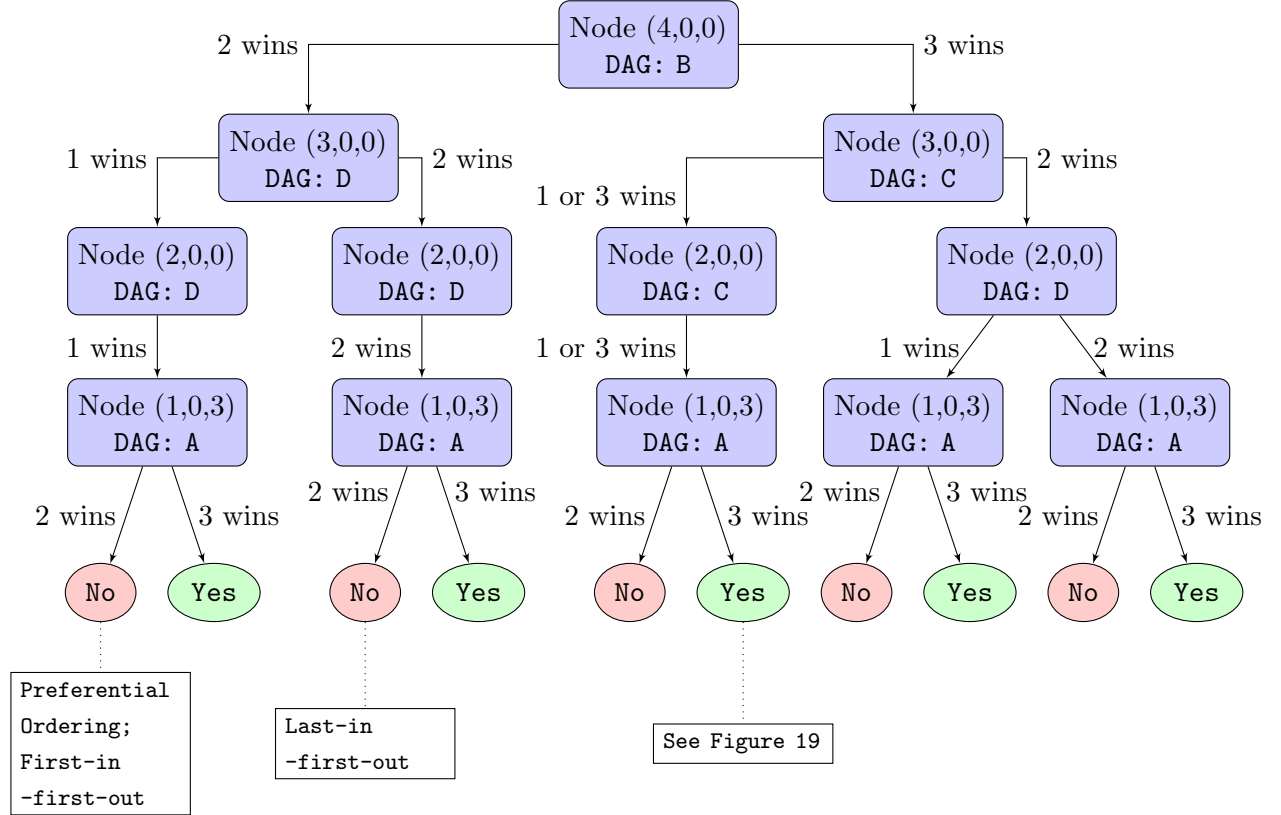 Node (4,0,0)
DAG: B
2 wins
3 wins
Node (3,0,0)
DAG: D
Node (3,0,0)
DAG: C
1 wins
2 wins
1 or 3 wins
2 wins
Node (2,0,0)
DAG: D
Node (2,0,0)
DAG: D
Node (2,0,0)
DAG: C
Node (2,0,0)
DAG: D
1 wins
2 wins
1 or 3 wins
1 wins
2 wins
Node (1,0,3)
DAG: A
Node (1,0,3)
DAG: A
Node (1,0,3)
DAG: A
Node (1,0,3)
DAG: A
Node (1,0,3)
DAG: A
2 wins
3 wins
2 wins
3 wins
2 wins
3 wins
2 wins
3 wins
2 wins
3 wins
No
Yes
No
Yes
No
Yes
No
Yes
No
Yes
Preferential
Ordering;
First-in
-first-out
Last-in
-first-out
See Figure 19